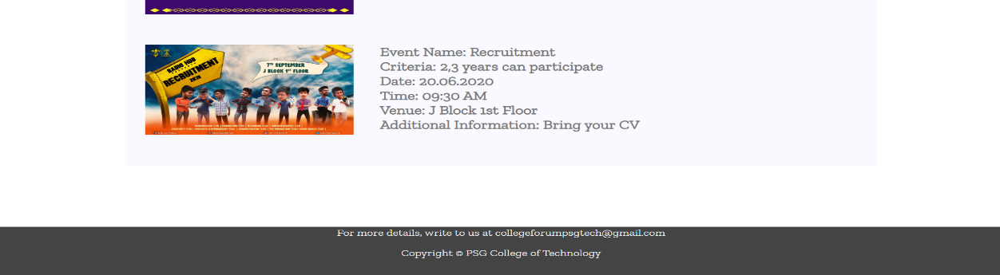 RADIO HUB
RECRUITMENT
2K19
7TH SEPTEMBER
J BLOCK 1ST FLOOR
Event Name: Recruitment
Criteria: 2,3 years can participate
Date: 20.06.2020
Time: 09:30 AM
Venue: J Block 1st Floor
Additional Information: Bring your CV
For more details, write to us at collegeforumpsgtech@gmail.com
Copyright © PSG College of Technology